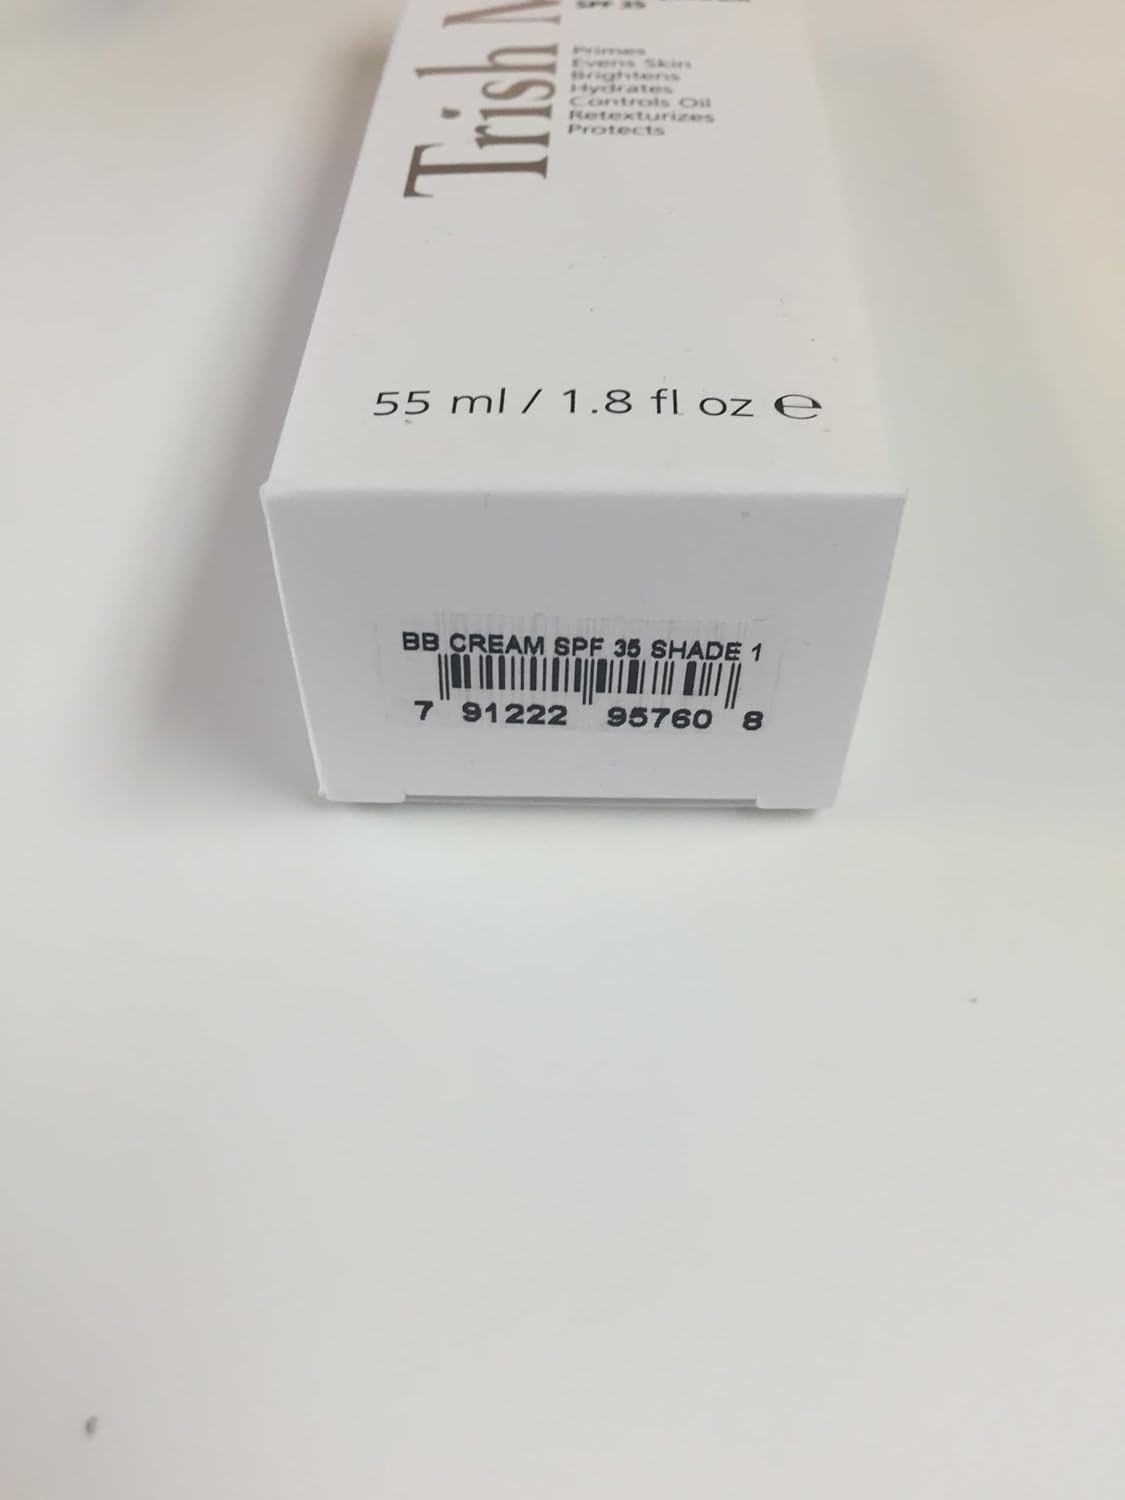 SPF 35
Trish
Primes
Evens Skin
Brightens
Hydrates
Controls Oil
Retexturizes
Protects
55 ml / 1.8 fl oz ℮
BB CREAM SPF 35 SHADE 1
7 91222 95760 8